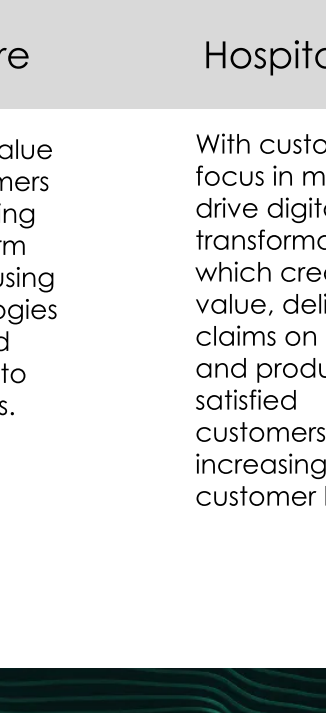 re
Hospita
alue
mers
ing
rm
using
ogies
d
to
s.
With custo
focus in m
drive digita
transforma
which crea
value, deli
claims on
and produ
satisfied
customers
increasing
customer